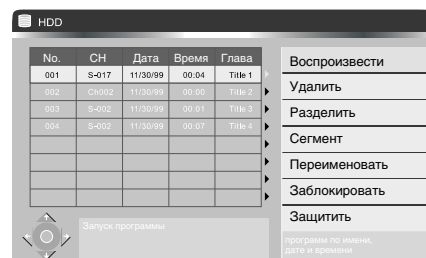 HDD
No. CH Дата Время Глава
001 S-017 11/30/99 00:04 Title 1
002 Ch002 11/30/99 00:00 Title 2
003 S-002 11/30/99 00:01 Title 3
004 S-002 11/30/99 00:07 Title 4
Воспроизвести
Удалить
Разделить
Сегмент
Переименовать
Заблокировать
Защитить
Запуск программы
программ по имени,
дате и времени